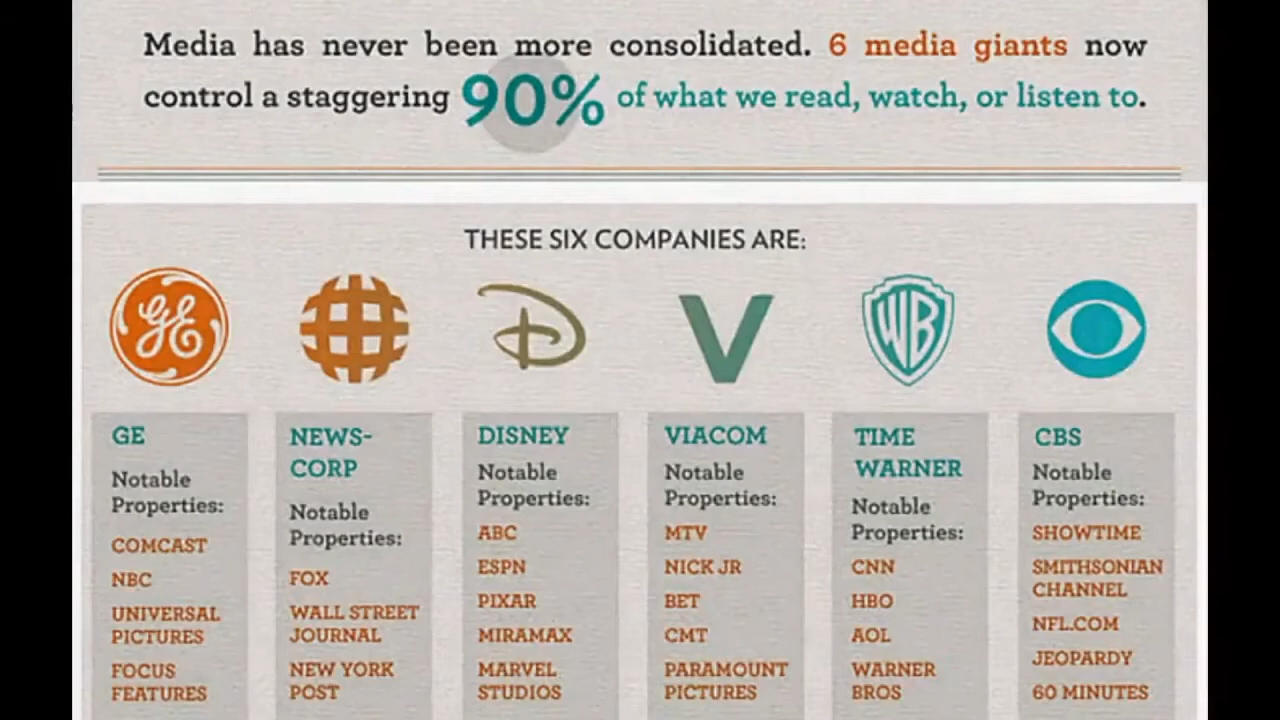 Media has never been more consolidated. 6 media giants now
control a staggering 90% of what we read, watch, or listen to.
THESE SIX COMPANIES ARE:
GE
WB
GE
Notable
Properties:
COMCAST
NBC
UNIVERSAL
PICTURES
FOCUS
FEATURES
NEWS-
CORP
Notable
Properties:
FOX
WALL STREET
JOURNAL
NEW YORK
POST
DISNEY
Notable
Properties:
ABC
ESPN
PIXAR
MIRAMAX
MARVEL
STUDIOS
VIACOM
Notable
Properties:
MTV
NICK JR
BET
CMT
PARAMOUNT
PICTURES
TIME
WARNER
Notable
Properties:
CNN
HBO
AOL
WARNER
BROS
CBS
Notable
Properties:
SHOWTIME
SMITHSONIAN
CHANNEL
NFL.COM
JEOPARDY
60 MINUTES